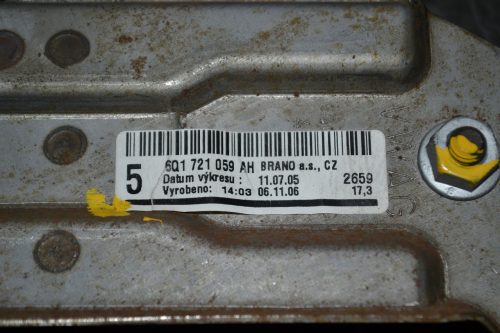 5
6Q1 721 059 AH BRANO a.s., CZ
Datum výkresu : 11.07.05 2659
Vyrobeno: 14:03 06.11.06 17,3